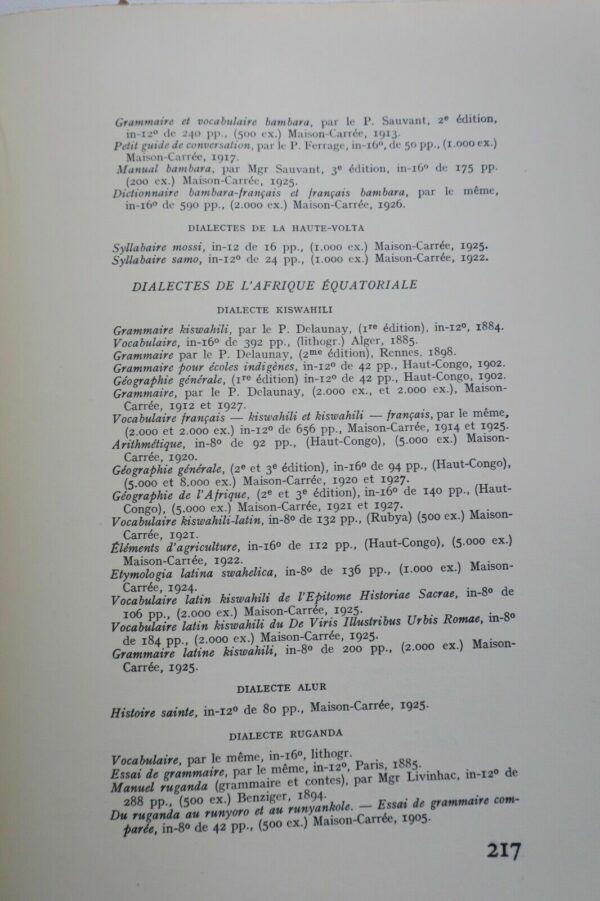 Grammaire et vocabulaire bambara, par le P. Sauvant, 2e édition,
in-12º de 240 pp., (500 ex.) Maison-Carrée, 1913.
Petit guide de conversation, par le P. Ferrage, in-16º, de 50 pp., (1.000 ex.)
Maison-Carrée, 1917.
Manual bambara, par Mgr Sauvant, 3e édition, in-16º de 175 pp.
(200 ex.) Maison-Carrée, 1925.
Dictionnaire bambara-français et français bambara, par le même,
in-16º de 590 pp., (2.000 ex.) Maison-Carrée, 1926.
DIALECTES DE LA HAUTE-VOLTA
Syllabaire mossi, in-12 de 16 pp., (1.000 ex.) Maison-Carrée, 1925.
Syllabaire samo, in-12º de 24 pp., (1.000 ex.) Maison-Carrée, 1922.
DIALECTES DE L'AFRIQUE ÉQUATORIALE
DIALECTE KISWAHILI
Grammaire kiswahili, par le P. Delaunay, (1re édition), in-12º, 1884.
Vocabulaire, in-16º de 392 pp., (lithogr.) Alger, 1885.
Grammaire par le P. Delaunay, (2me édition), Rennes, 1898.
Grammaire pour écoles indigènes, in-12º de 42 pp., Haut-Congo, 1902.
Géographie générale, (1re édition) in-12º de 42 pp., Haut-Congo, 1902.
Grammaire, par le P. Delaunay, (2.000 ex., et 2.000 ex.), Maison-
Carrée, 1912 et 1927.
Vocabulaire français — kiswahili et kiswahili — français, par le même,
(2.000 et 2.000 ex.) in-12º de 656 pp., Maison-Carrée, 1914 et 1925.
Arithmétique, in-8º de 92 pp., (Haut-Congo), (5.000 ex.) Maison-
Carrée, 1920.
Géographie générale, (2e et 3e édition), in-16º de 94 pp., (Haut-Congo),
(5.000 et 8.000 ex.) Maison-Carrée, 1920 et 1927.
Géographie de l'Afrique, (2e et 3e édition), in-16º de 140 pp., (Haut-
Congo), (5.000 ex.) Maison-Carrée, 1921 et 1927.
Vocabulaire kiswahili-latin, in-8º de 132 pp., (Rubya) (500 ex.) Maison-
Carrée, 1921.
Éléments d'agriculture, in-16º de 112 pp., (Haut-Congo), (5.000 ex.)
Maison-Carrée, 1922.
Etymologia latina swahelica, in-8º de 136 pp., (1.000 ex.) Maison-
Carrée, 1924.
Vocabulaire latin kiswahili de l'Epitome Historiae Sacrae, in-8º de
106 pp., (2.000 ex.) Maison-Carrée, 1925.
Vocabulaire latin kiswahili du De Viris Illustribus Urbis Romae, in-8º
de 184 pp., (2.000 ex.) Maison-Carrée, 1925.
Grammaire latine kiswahili, in-8º de 200 pp., (2.000 ex.) Maison-
Carrée, 1925.
DIALECTE ALUR
Histoire sainte, in-12º de 80 pp., Maison-Carrée, 1925.
DIALECTE RUGANDA
Vocabulaire, par le même, in-16º, lithogr.
Essai de grammaire, par le même, in-12º, Paris, 1885.
Manuel ruganda (grammaire et contes), par Mgr Livinhac, in-12º de
288 pp., (500 ex.) Benziger, 1894.
Du ruganda au runyoro et au runyankole. — Essai de grammaire com-
parée, in-8º de 42 pp., (500 ex.) Maison-Carrée, 1905.
217